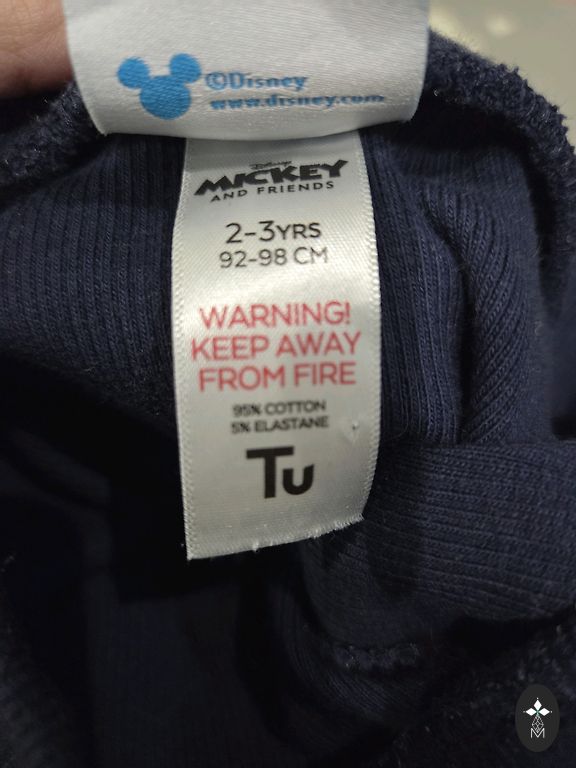 ©Disney
www.disney.com
Disney
MICKEY
AND FRIENDS
2-3YRS
92-98 CM
WARNING!
KEEP AWAY
FROM FIRE
95% COTTON
5% ELASTANE
Tu
M